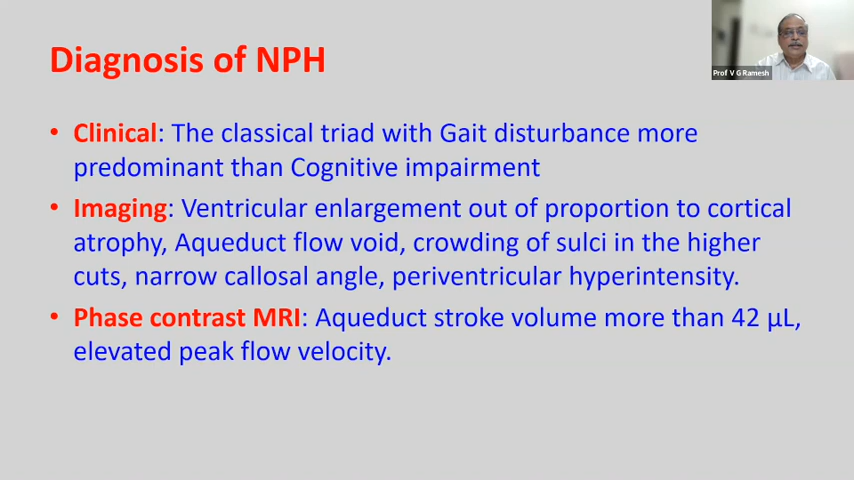 Diagnosis of NPH
Prof V G Ramesh
• Clinical: The classical triad with Gait disturbance more
predominant than Cognitive impairment
• Imaging: Ventricular enlargement out of proportion to cortical
atrophy, Aqueduct flow void, crowding of sulci in the higher
cuts, narrow callosal angle, periventricular hyperintensity.
• Phase contrast MRI: Aqueduct stroke volume more than 42 μL,
elevated peak flow velocity.